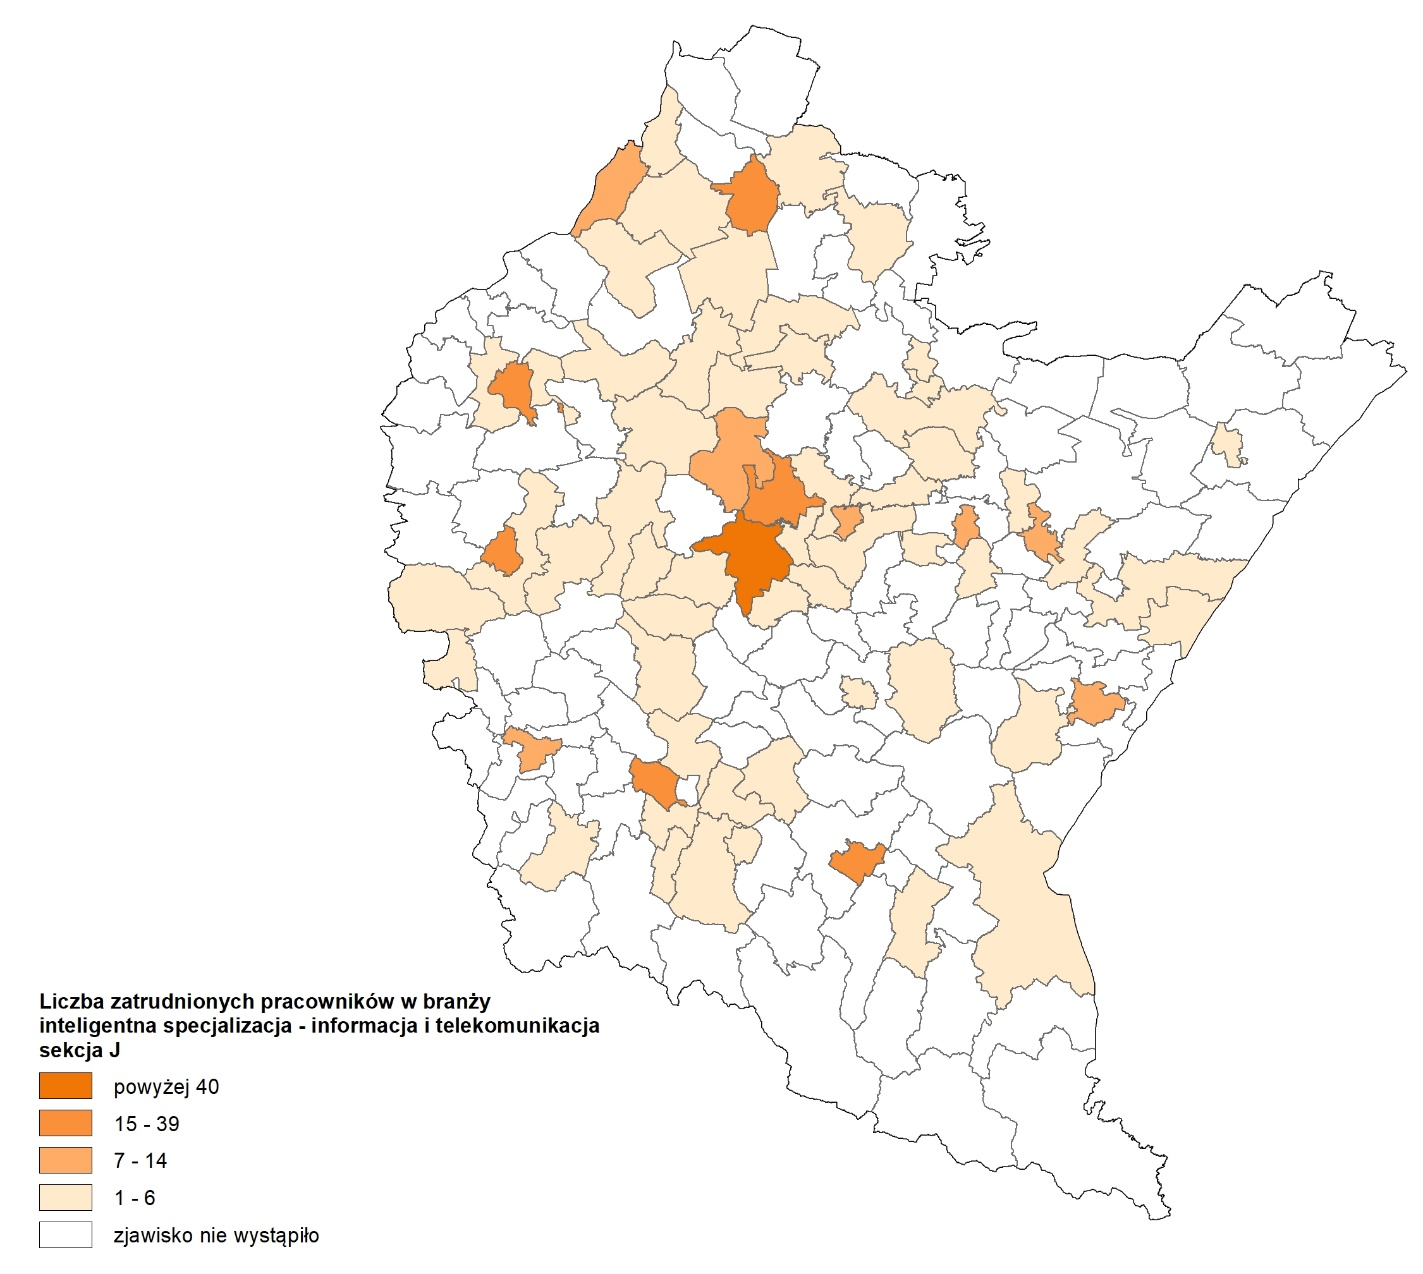 Liczba zatrudnionych pracowników w branży
inteligentna specjalizacja - informacja i telekomunikacja
sekcja J
powyżej 40
15 - 39
7 - 14
1 - 6
zjawisko nie wystąpiło